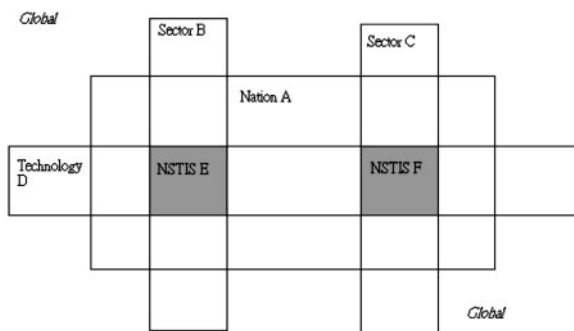 Global
Sector B
Sector C
Nation A
Technology
D
NSTIS E
NSTIS F
Global